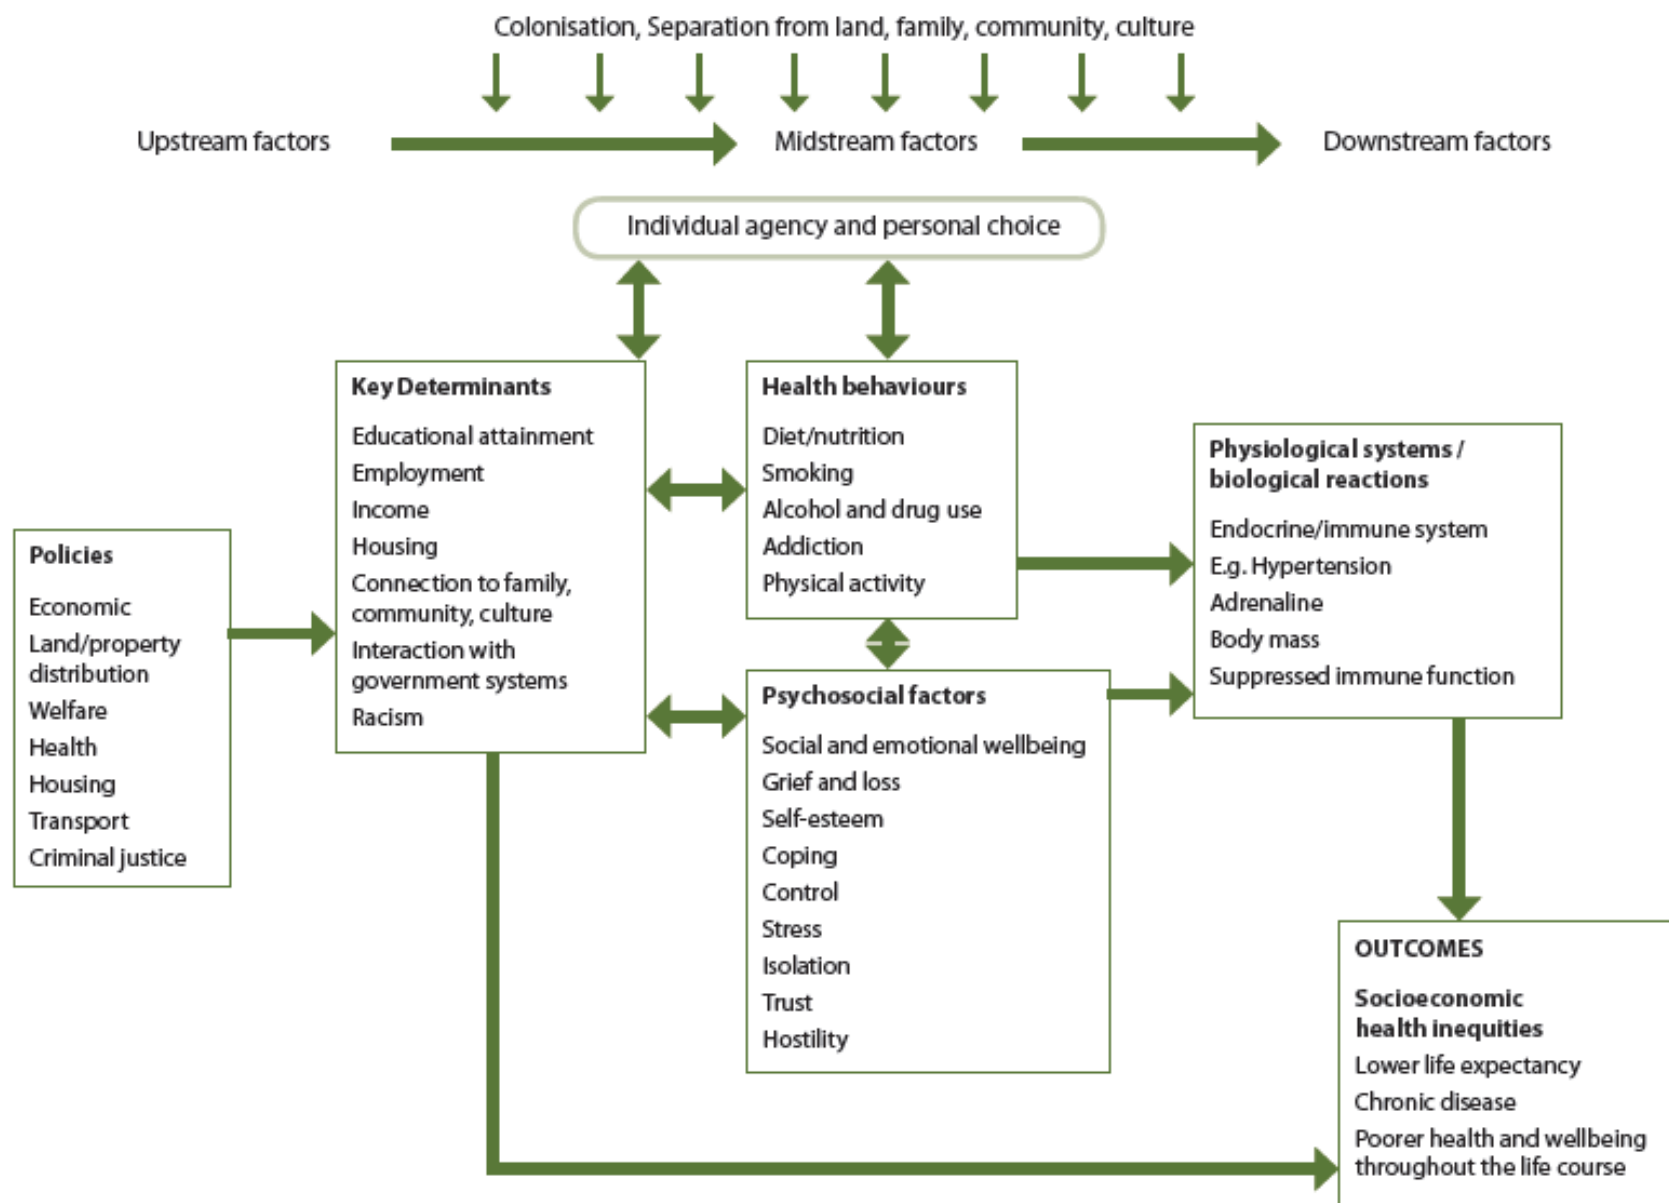 Colonisation, Separation from land, family, community, culture
Upstream factors
Midstream factors
Downstream factors
Individual agency and personal choice
Policies
Economic
Land/property
distribution
Welfare
Health
Housing
Transport
Criminal justice
Key Determinants
Educational attainment
Employment
Income
Housing
Connection to family,
community, culture
Interaction with
government systems
Racism
Health behaviours
Diet/nutrition
Smoking
Alcohol and drug use
Addiction
Physical activity
Psychosocial factors
Social and emotional wellbeing
Grief and loss
Self-esteem
Coping
Control
Stress
Isolation
Trust
Hostility
Physiological systems /
biological reactions
Endocrine/immune system
E.g. Hypertension
Adrenaline
Body mass
Suppressed immune function
OUTCOMES
Socioeconomic
health inequities
Lower life expectancy
Chronic disease
Poorer health and wellbeing
throughout the life course